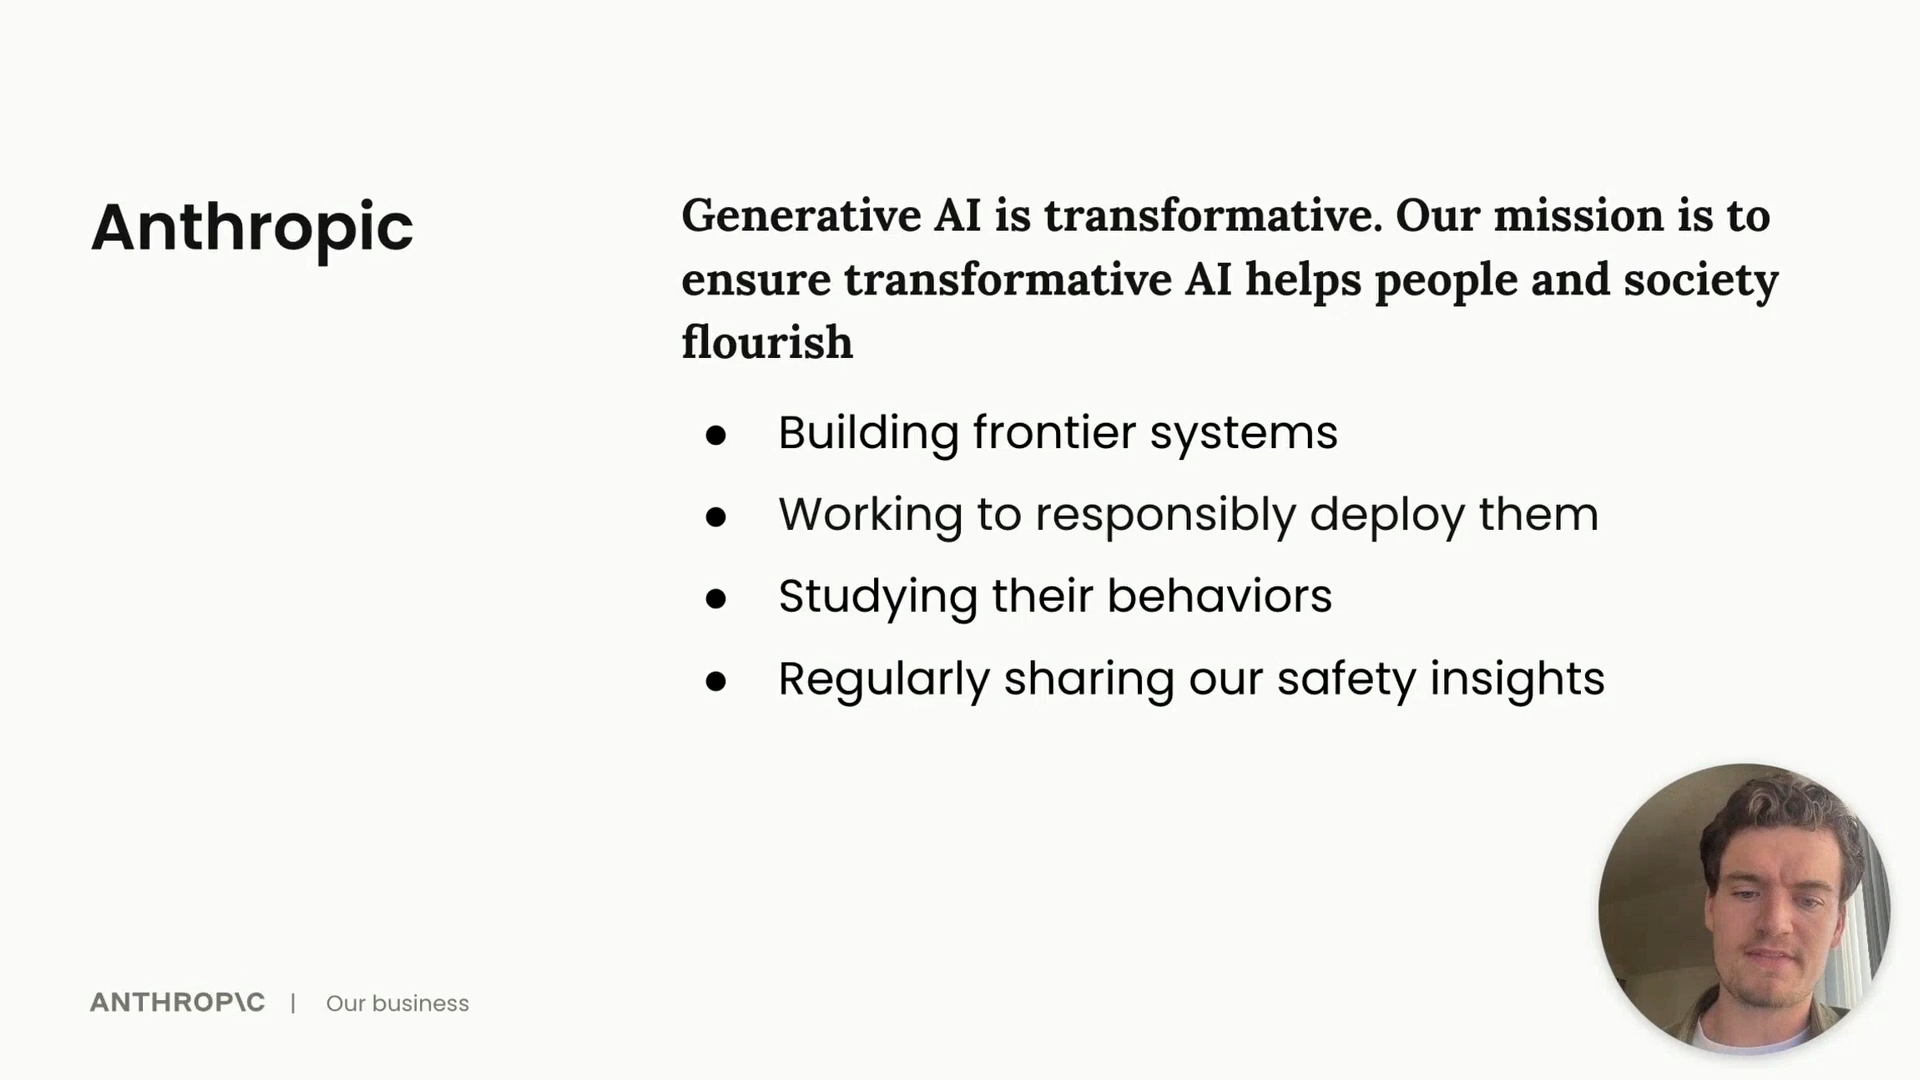 Anthropic
Generative AI is transformative. Our mission is to
ensure transformative AI helps people and society
flourish
● Building frontier systems
● Working to responsibly deploy them
● Studying their behaviors
● Regularly sharing our safety insights
ANTHROP\C | Our business